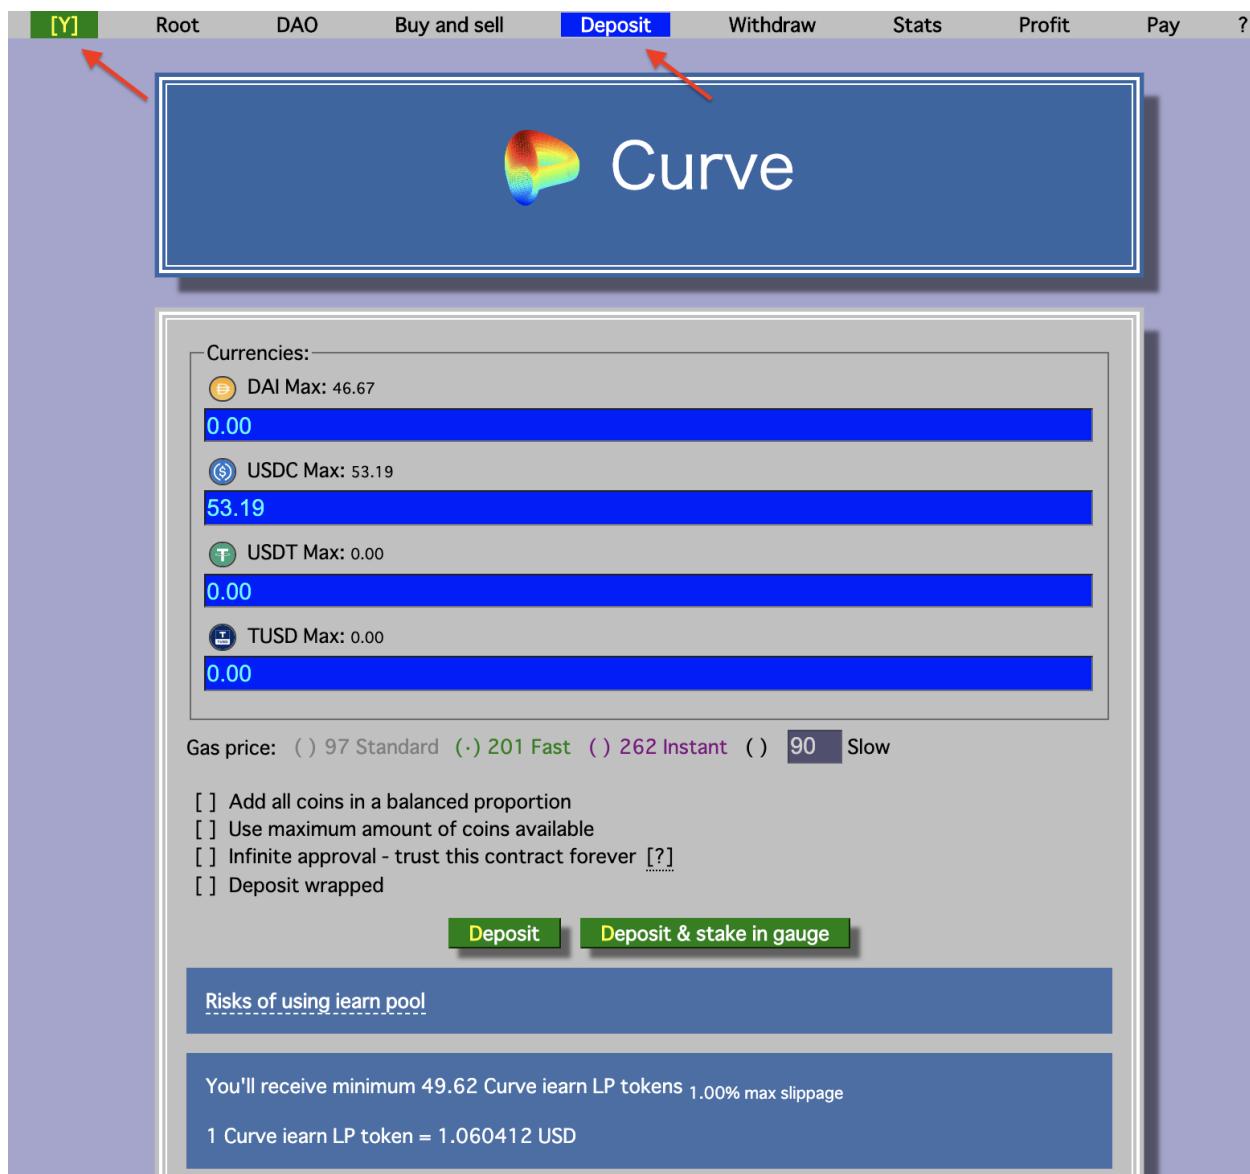 [Y] Root DAO Buy and sell Deposit Withdraw Stats Profit Pay ?
Curve
Currencies:
DAI Max: 46.67
0.00
USDC Max: 53.19
53.19
USDT Max: 0.00
0.00
TUSD Max: 0.00
0.00
Gas price: ( ) 97 Standard (·) 201 Fast ( ) 262 Instant ( ) 90 Slow
[ ] Add all coins in a balanced proportion
[ ] Use maximum amount of coins available
[ ] Infinite approval - trust this contract forever [?]
[ ] Deposit wrapped
Deposit Deposit & stake in gauge
Risks of using iearn pool
You'll receive minimum 49.62 Curve iearn LP tokens 1.00% max slippage
1 Curve iearn LP token = 1.060412 USD